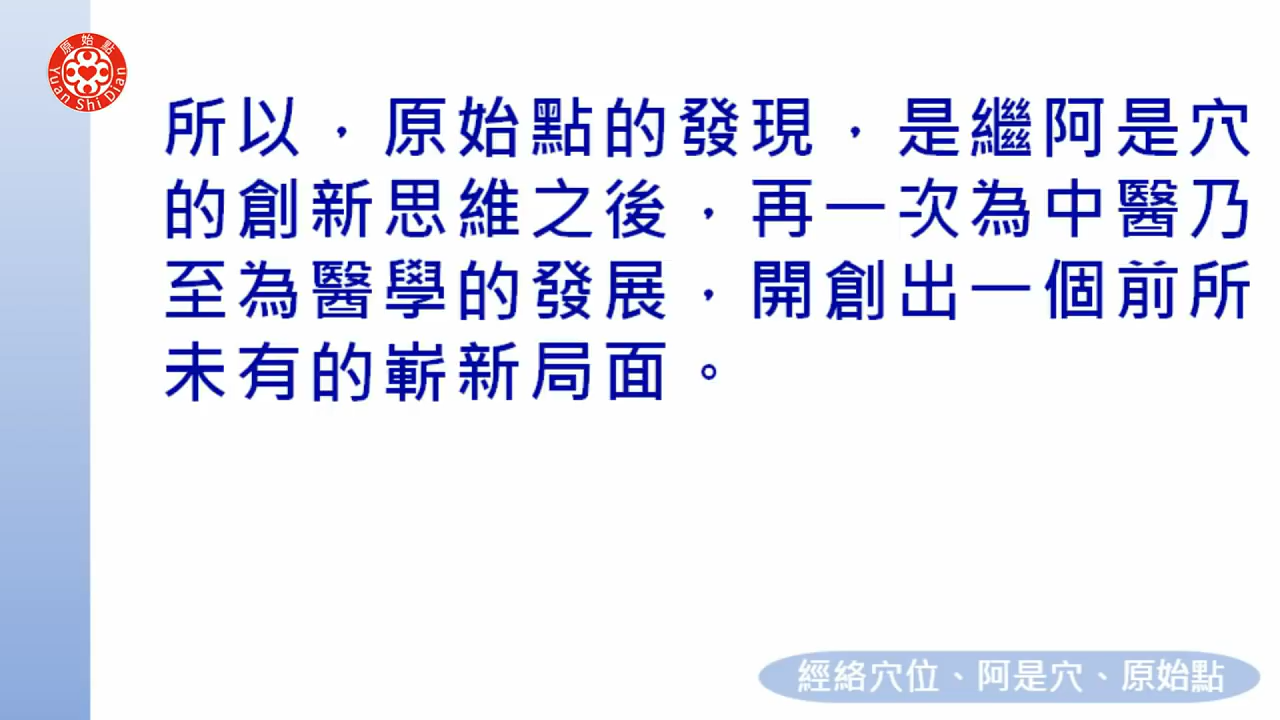 原始點
Yuan Shi Dian
所以，原始點的發現，是繼阿是穴
的創新思維之後，再一次為中醫乃
至為醫學的發展，開創出一個前所
未有的嶄新局面。
經絡穴位、阿是穴、原始點